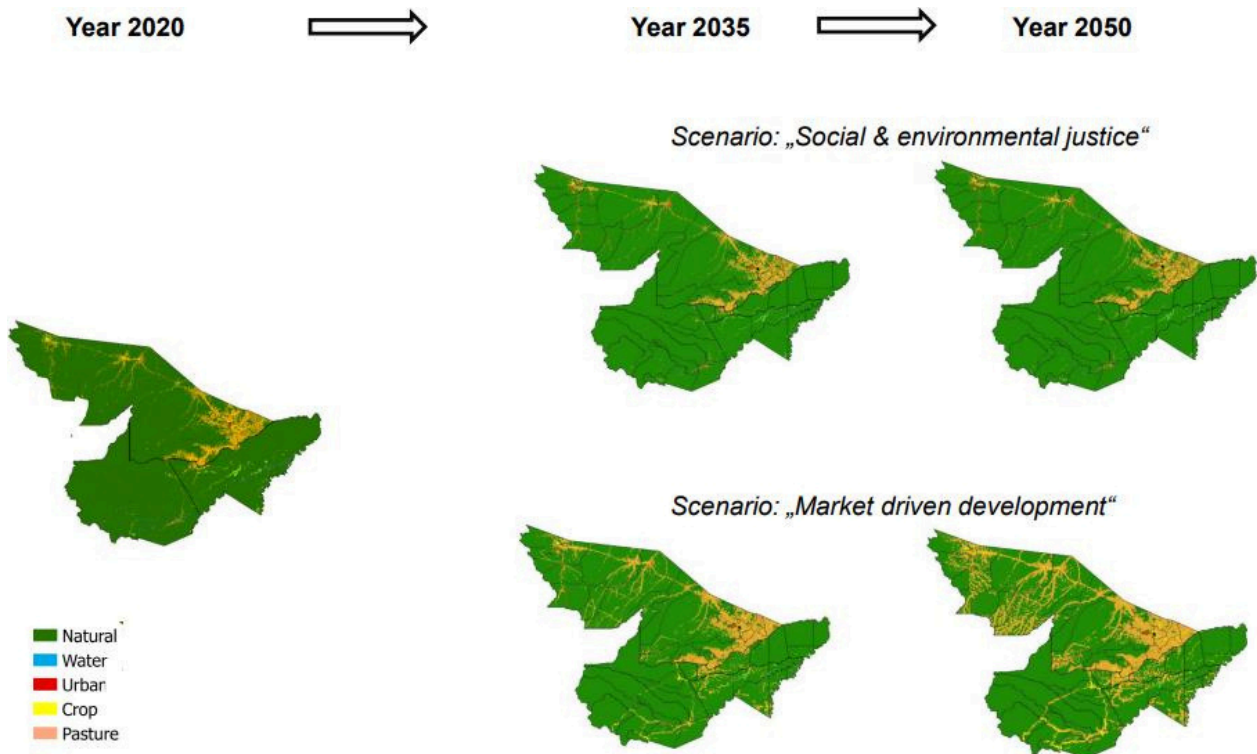 Year 2020
Year 2035
Year 2050
Scenario: „Social & environmental justice“
Scenario: „Market driven development“
Natural
Water
Urban
Crop
Pasture